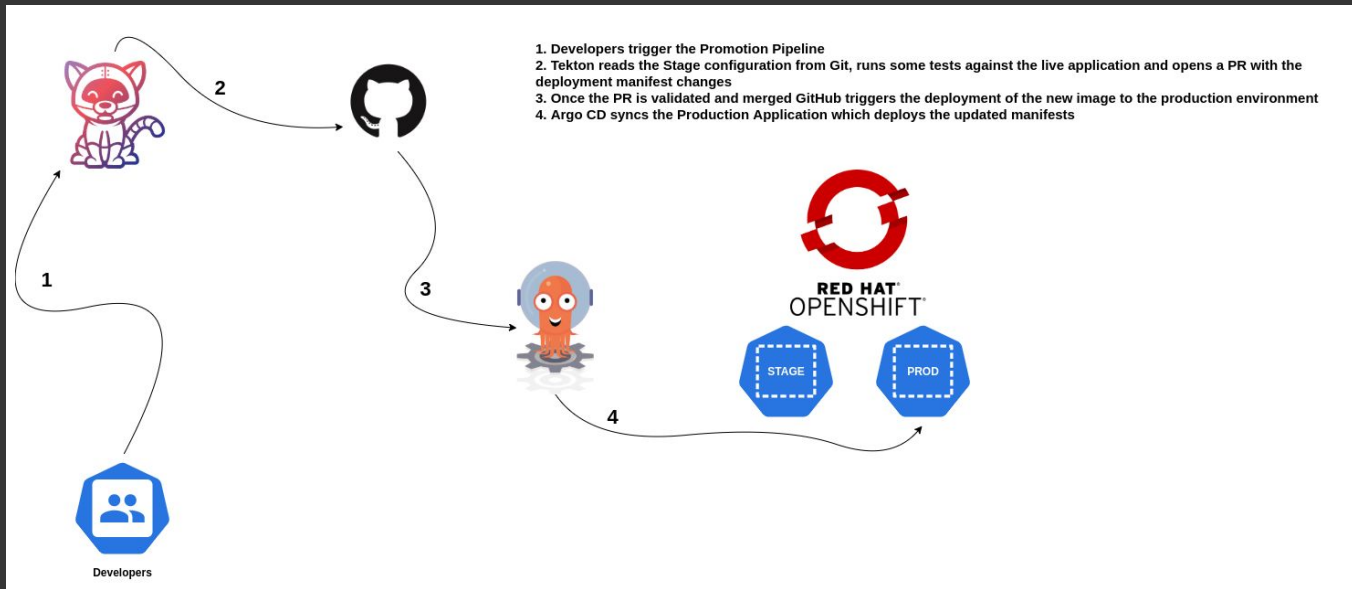 1. Developers trigger the Promotion Pipeline
2. Tekton reads the Stage configuration from Git, runs some tests against the live application and opens a PR with the
deployment manifest changes
3. Once the PR is validated and merged GitHub triggers the deployment of the new image to the production environment
4. Argo CD syncs the Production Application which deploys the updated manifests
2
1
3
RED HAT®
OPENSHIFT®
STAGE
PROD
4
Developers